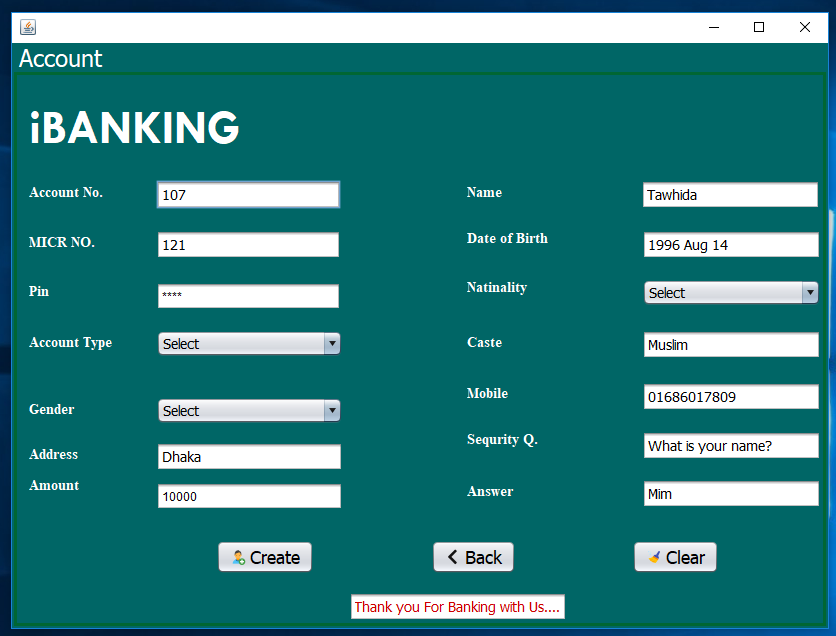 Account
iBANKING
Account No. 107
Name Tawhida
MICR NO. 121
Date of Birth 1996 Aug 14
Pin ****
Natinality Select
Account Type Select
Caste Muslim
Mobile 01686017809
Gender Select
Sequrity Q. What is your name?
Address Dhaka
Amount 10000
Answer Mim
Create Back Clear
Thank you For Banking with Us....